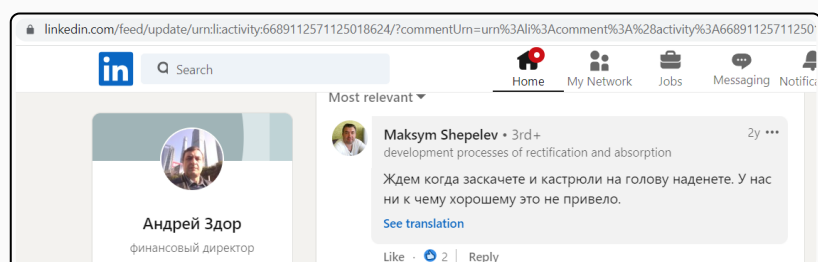 linkedin.com/feed/update/urn:li:activity:6689112571125018624/?commentUrn=urn%3Ali%3Acomment%3A%28activity%3A66891125711250
in
Search
Home
My Network
Jobs
Messaging
Most relevant
Maksym Shepelev • 3rd+
2y •••
development processes of rectification and absorption
Ждем когда заскачете и кастрюли на голову наденете. У нас
ни к чему хорошему это не привело.
See translation
Like · 2 | Reply
Андрей Здор
финансовый директор